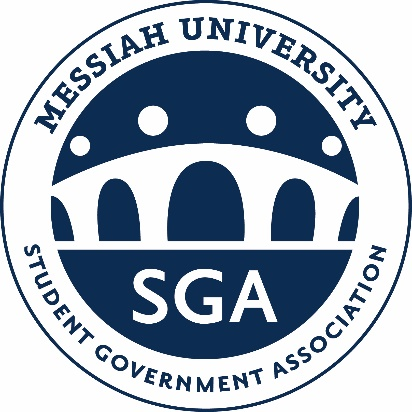 MESSIAH UNIVERSITY
SGA
STUDENT GOVERNMENT ASSOCIATION